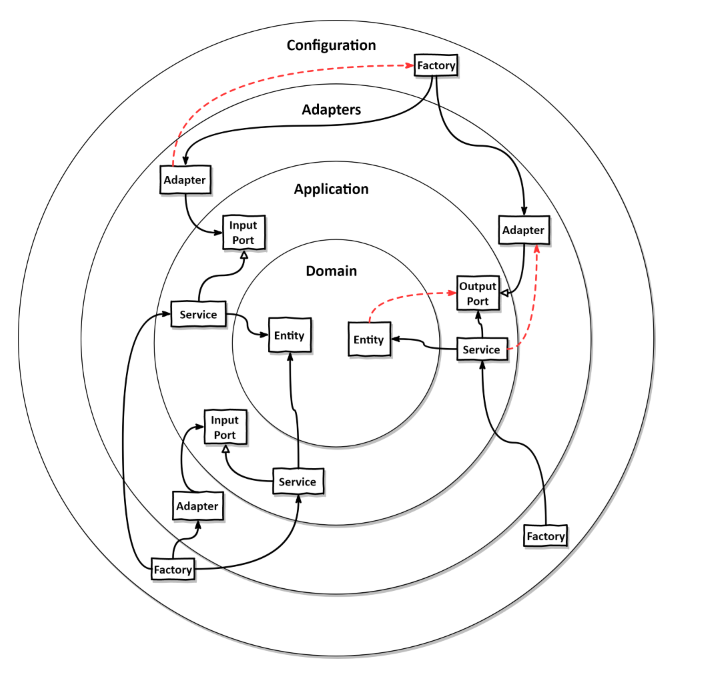 Configuration
Factory
Adapters
Adapter
Application
Input
Port
Adapter
Domain
Output
Port
Service
Entity
Entity
Service
Input
Port
Service
Adapter
Factory
Factory